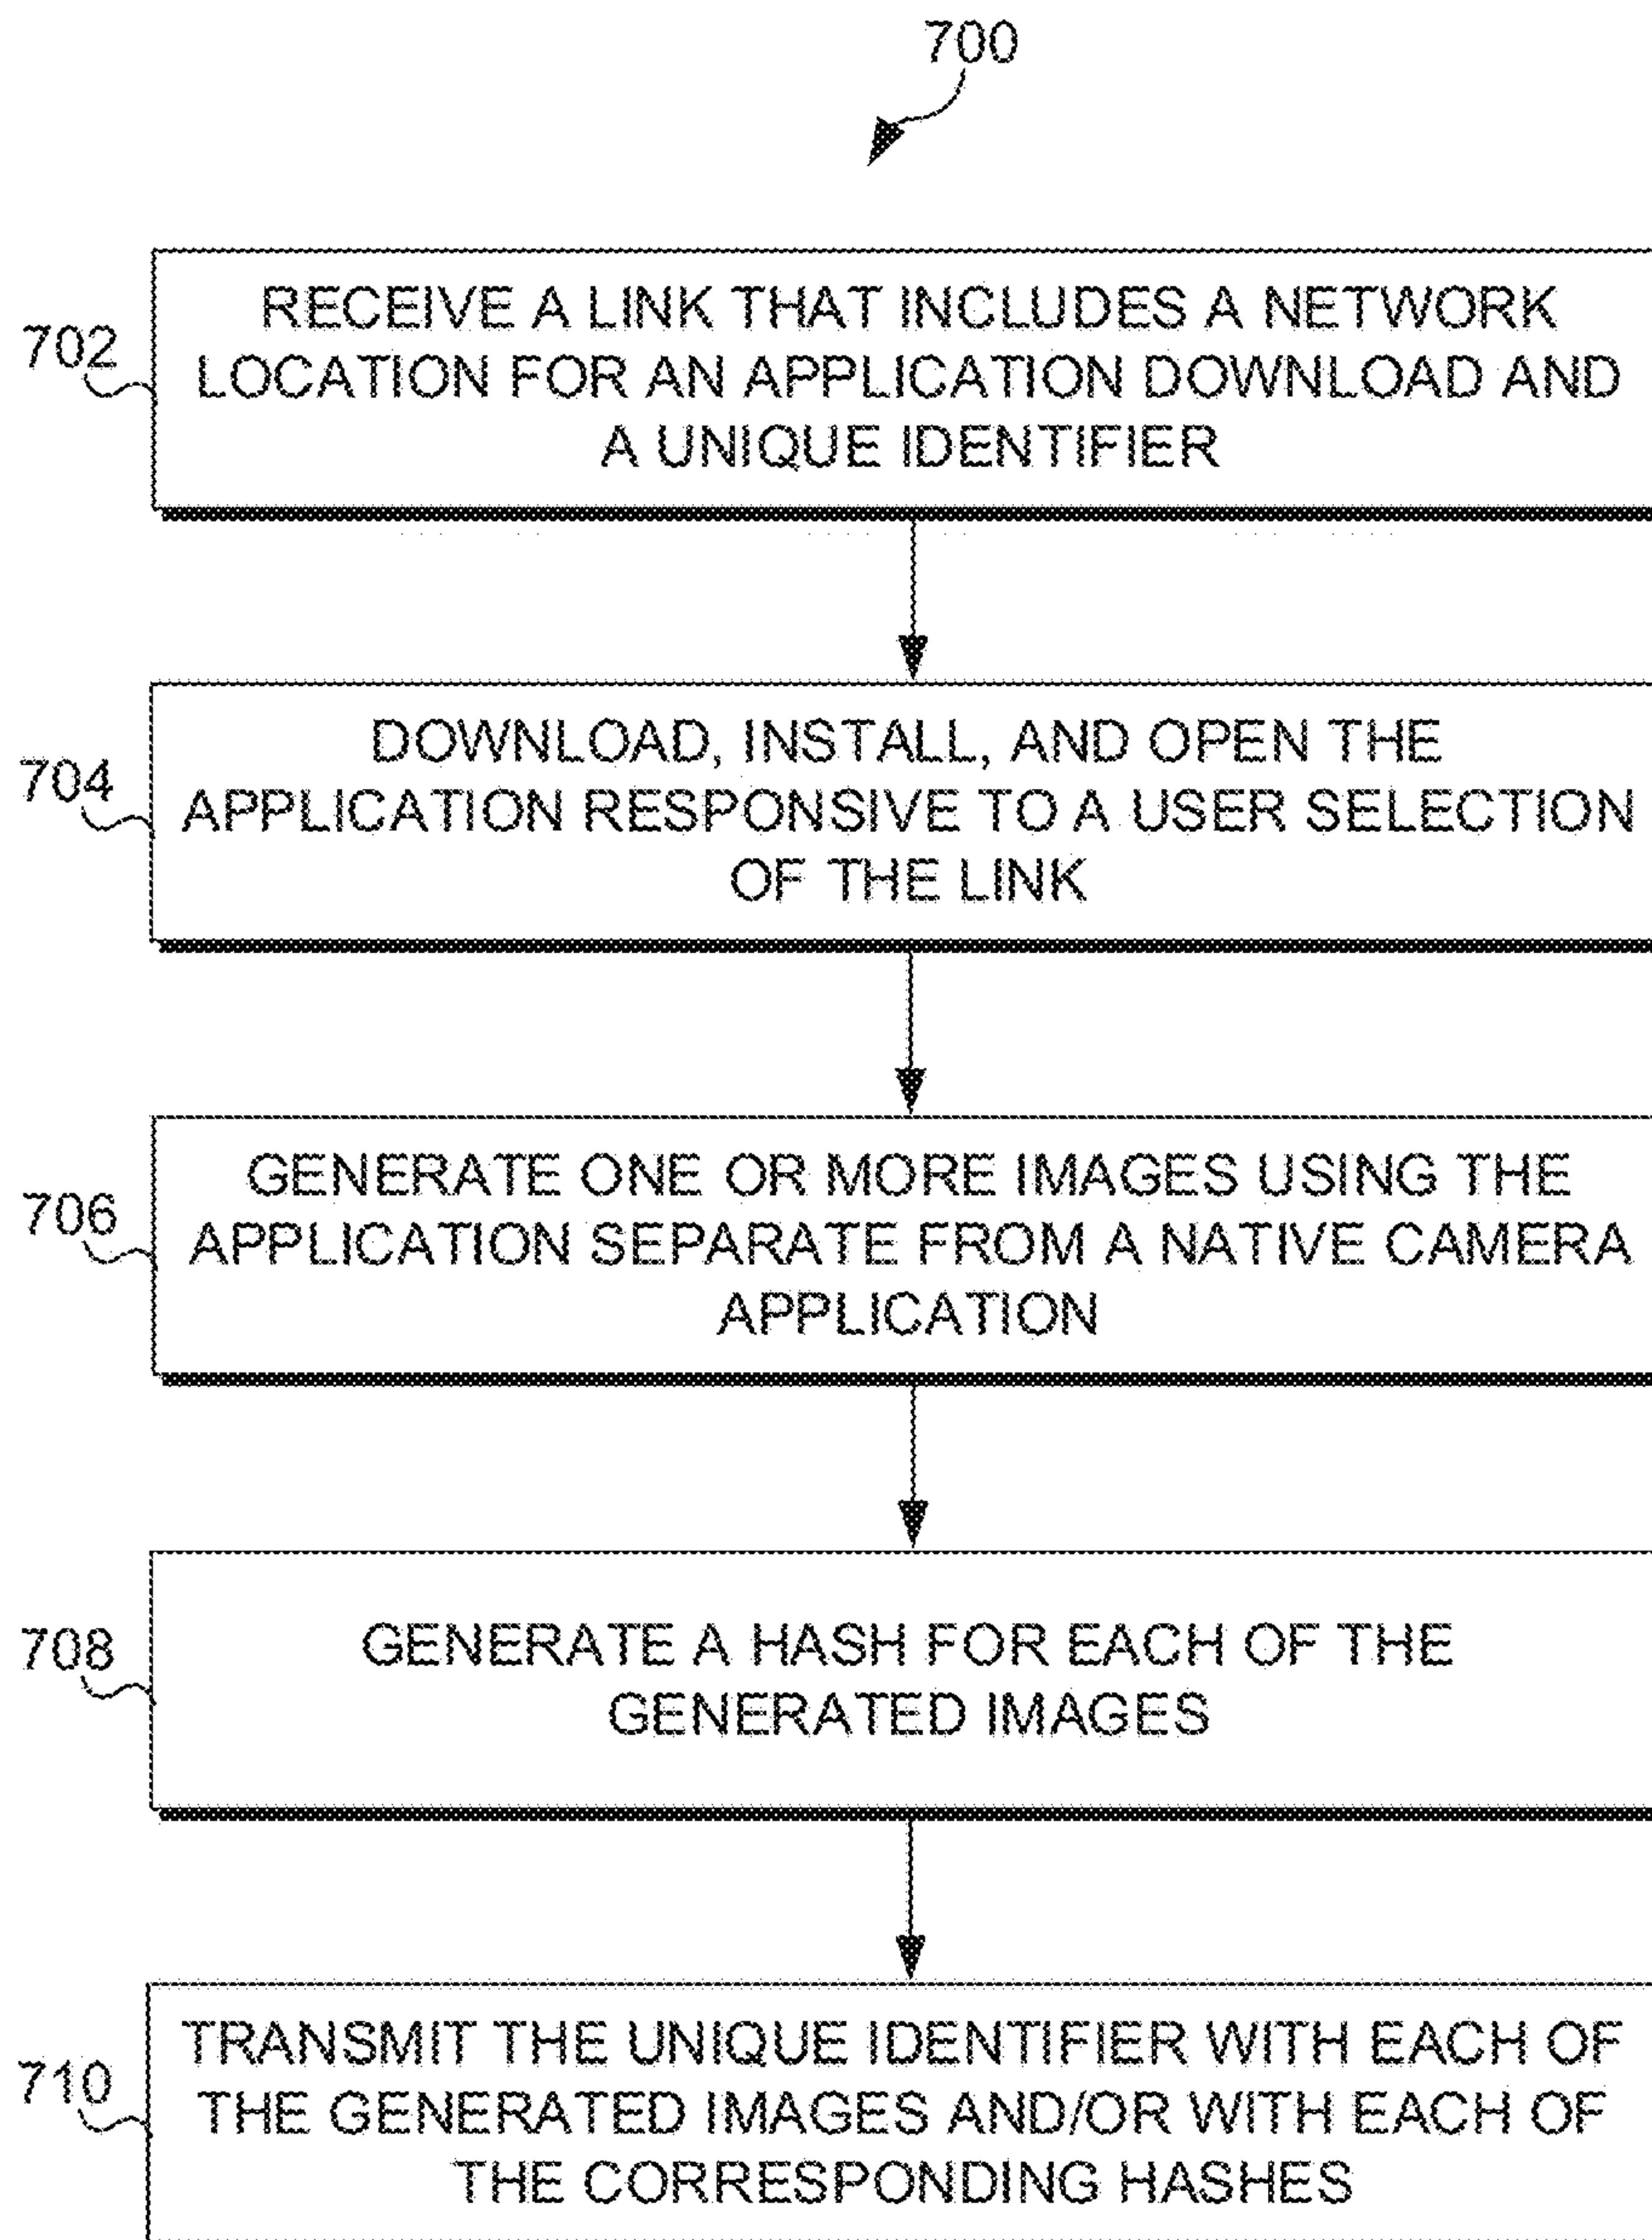 700
702
RECEIVE A LINK THAT INCLUDES A NETWORK
LOCATION FOR AN APPLICATION DOWNLOAD AND
A UNIQUE IDENTIFIER
704
DOWNLOAD, INSTALL, AND OPEN THE
APPLICATION RESPONSIVE TO A USER SELECTION
OF THE LINK
706
GENERATE ONE OR MORE IMAGES USING THE
APPLICATION SEPARATE FROM A NATIVE CAMERA
APPLICATION
708
GENERATE A HASH FOR EACH OF THE
GENERATED IMAGES
710
TRANSMIT THE UNIQUE IDENTIFIER WITH EACH OF
THE GENERATED IMAGES AND/OR WITH EACH OF
THE CORRESPONDING HASHES